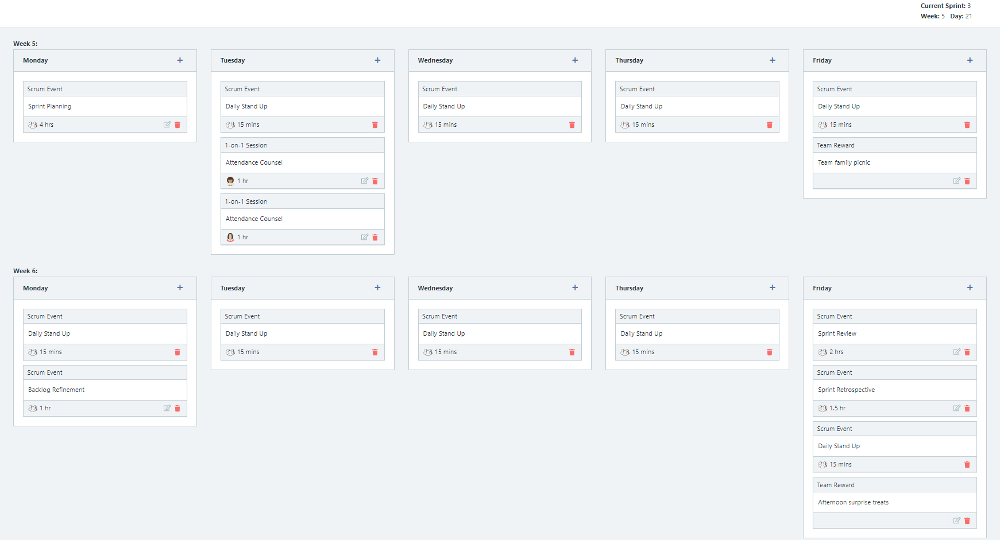 Current Sprint: 3
Week: 5 Day: 21
Week 5:
Monday +
Scrum Event
Sprint Planning
4 hrs
Tuesday +
Scrum Event
Daily Stand Up
15 mins
1-on-1 Session
Attendance Counsel
1 hr
1-on-1 Session
Attendance Counsel
1 hr
Wednesday +
Scrum Event
Daily Stand Up
15 mins
Thursday +
Scrum Event
Daily Stand Up
15 mins
Friday +
Scrum Event
Daily Stand Up
15 mins
Team Reward
Team family picnic
Week 6:
Monday +
Scrum Event
Daily Stand Up
15 mins
Scrum Event
Backlog Refinement
1 hr
Tuesday +
Scrum Event
Daily Stand Up
15 mins
Wednesday +
Scrum Event
Daily Stand Up
15 mins
Thursday +
Scrum Event
Daily Stand Up
15 mins
Friday +
Scrum Event
Sprint Review
2 hrs
Scrum Event
Sprint Retrospective
1.5 hr
Scrum Event
Daily Stand Up
15 mins
Team Reward
Afternoon surprise treats